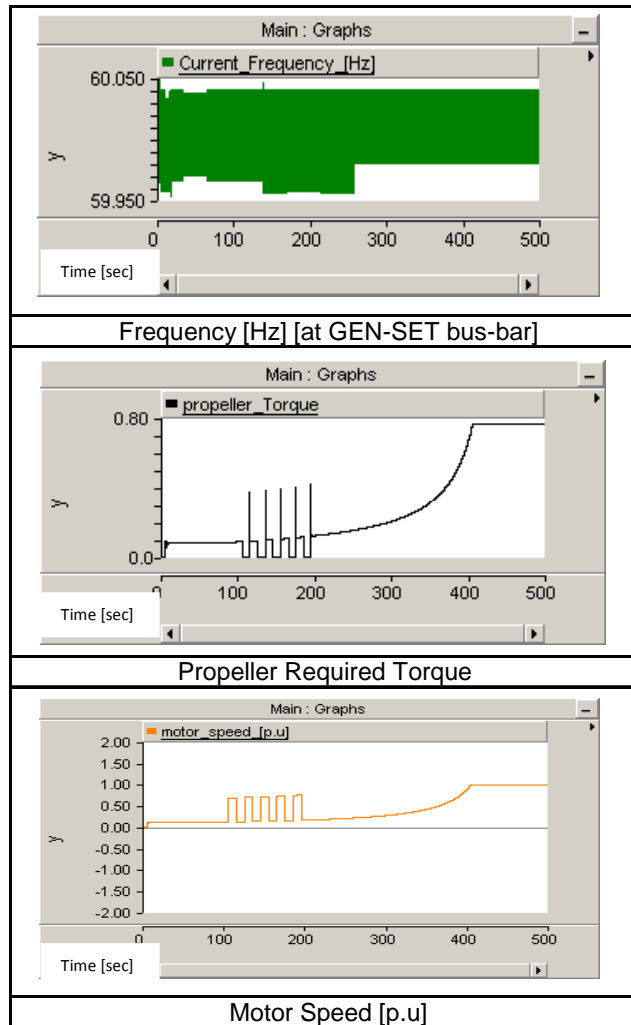 Main : Graphs
Current_Frequency_[Hz]
60.050
y
59.950
0 100 200 300 400 500
Time [sec]
Frequency [Hz] [at GEN-SET bus-bar]
Main : Graphs
propeller_Torque
0.80
y
0.0
0 100 200 300 400 500
Time [sec]
Propeller Required Torque
Main : Graphs
motor_speed_[p.u]
2.00
1.50
1.00
0.50
y
0.00
-0.50
-1.00
-1.50
-2.00
0 100 200 300 400 500
Time [sec]
Motor Speed [p.u]